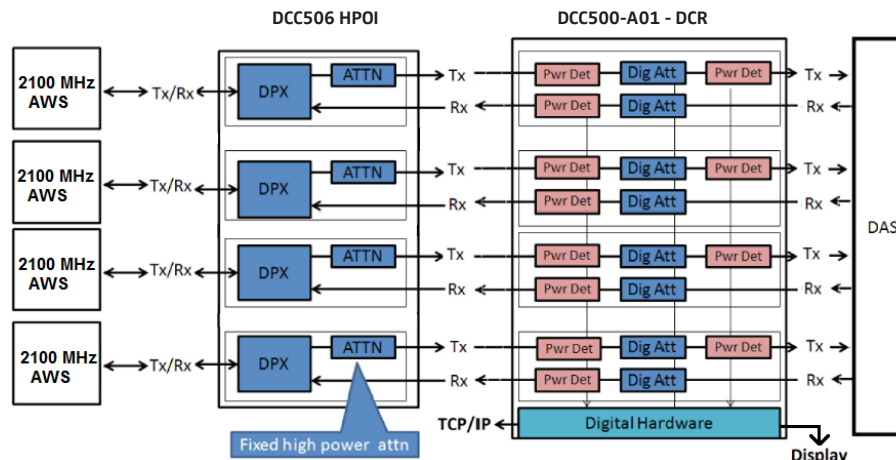 DCC506 HPOI
DCC500-A01 - DCR
2100 MHz
AWS
Tx/Rx
DPX
ATTN
Tx
Rx
Pwr Det
Dig Att
Pwr Det
Tx
Pwr Det
Dig Att
Rx
2100 MHz
AWS
Tx/Rx
DPX
ATTN
Tx
Rx
Pwr Det
Dig Att
Pwr Det
Tx
Pwr Det
Dig Att
Rx
DAS
2100 MHz
AWS
Tx/Rx
DPX
ATTN
Tx
Rx
Pwr Det
Dig Att
Pwr Det
Tx
Pwr Det
Dig Att
Rx
2100 MHz
AWS
Tx/Rx
DPX
ATTN
Tx
Rx
Pwr Det
Dig Att
Pwr Det
Tx
Pwr Det
Dig Att
Rx
TCP/IP
Digital Hardware
Fixed high power attn
Display